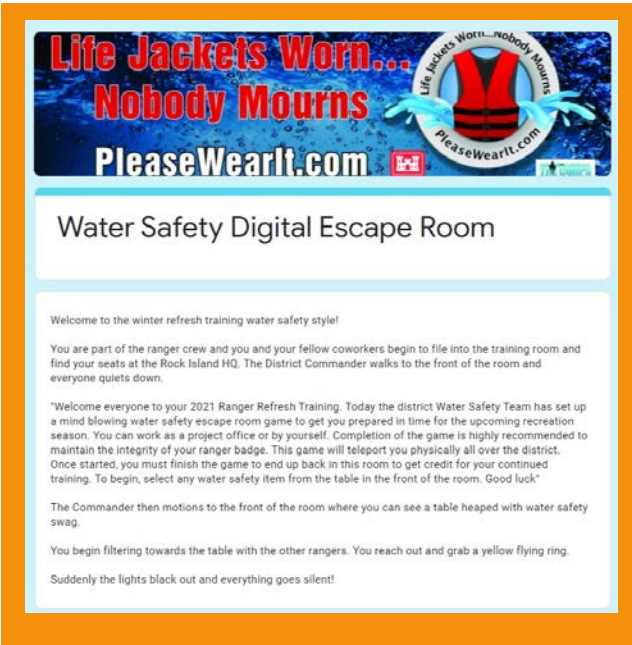 Life Jackets Worn...
Nobody Mourns
PleaseWearIt.com
Life Jackets Worn...Nobody Mourns
PleaseWearIt.com
Water Safety Digital Escape Room
Welcome to the winter refresh training water safety style!
You are part of the ranger crew and you and your fellow coworkers begin to file into the training room and
find your seats at the Rock Island HQ. The District Commander walks to the front of the room and
everyone quiets down.
"Welcome everyone to your 2021 Ranger Refresh Training. Today the district Water Safety Team has set up
a mind blowing water safety escape room game to get you prepared in time for the upcoming recreation
season. You can work as a project office or by yourself. Completion of the game is highly recommended to
maintain the integrity of your ranger badge. This game will teleport you physically all over the district.
Once started, you must finish the game to end up back in this room to get credit for your continued
training. To begin, select any water safety item from the table in the front of the room. Good luck"
The Commander then motions to the front of the room where you can see a table heaped with water safety
swag.
You begin filtering towards the table with the other rangers. You reach out and grab a yellow flying ring.
Suddenly the lights black out and everything goes silent!